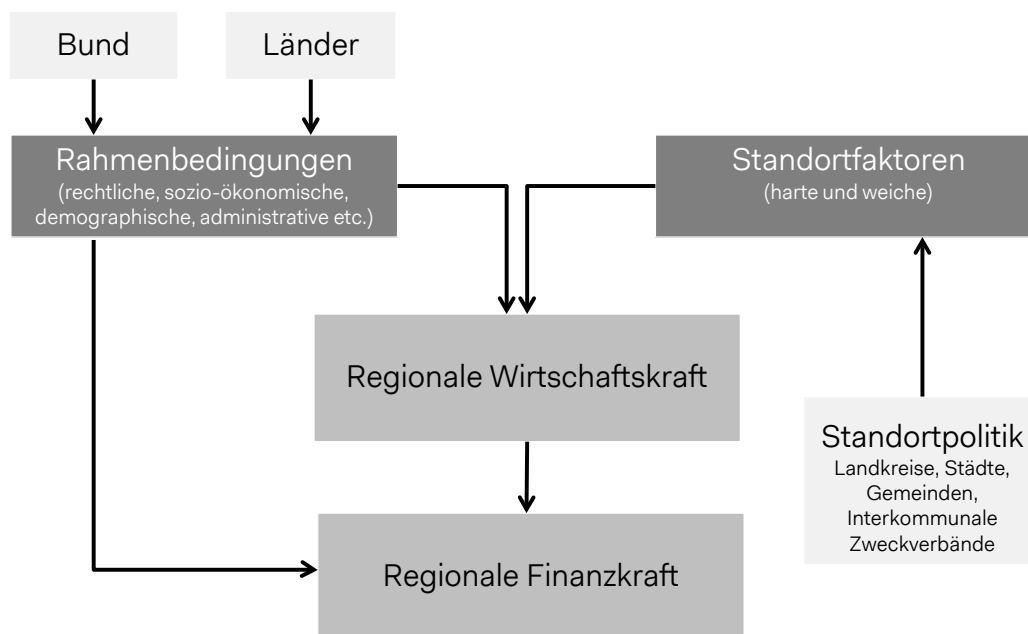 Bund
Länder
Rahmenbedingungen
(rechtliche, sozio-ökonomische,
demographische, administrative etc.)
Standortfaktoren
(harte und weiche)
Regionale Wirtschaftskraft
Standortpolitik
Landkreise, Städte,
Gemeinden,
Interkommunale
Zweckverbände
Regionale Finanzkraft